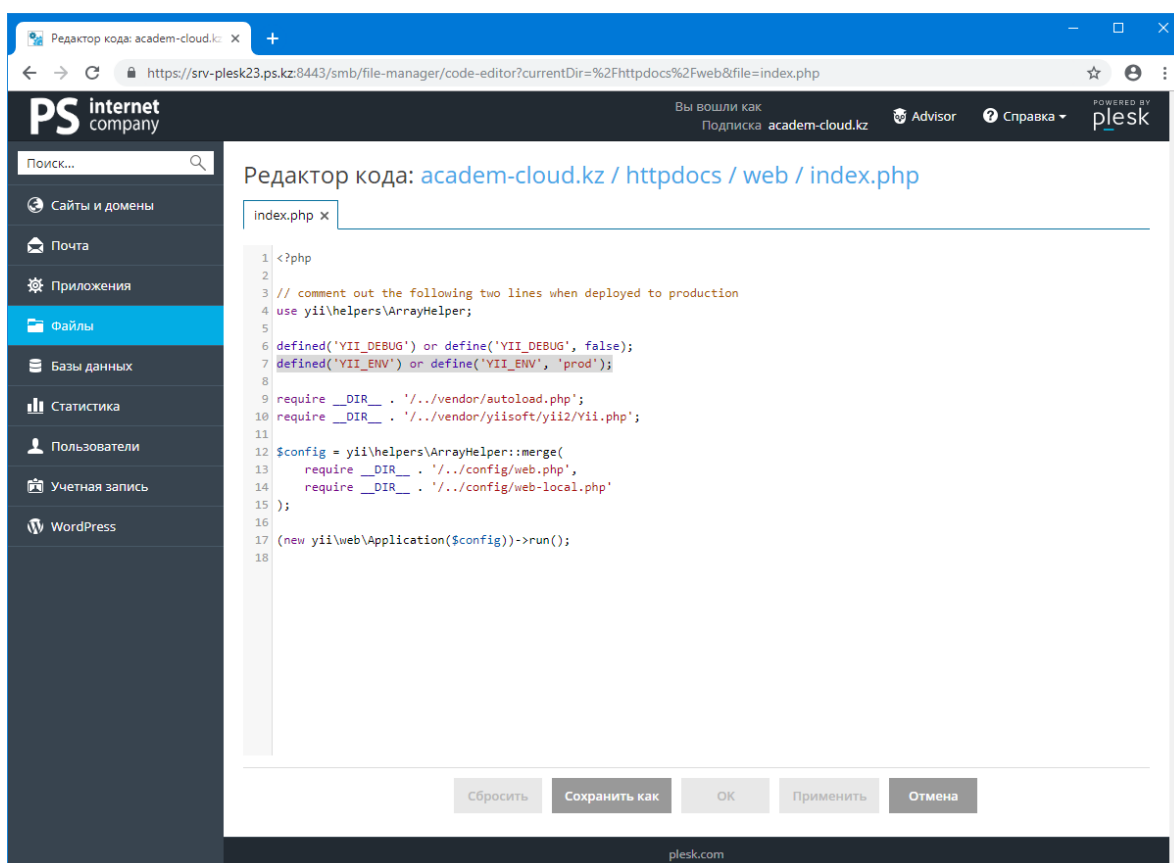 Редактор кода: academ-cloud.k
https://srv-plesk23.ps.kz:8443/smb/file-manager/code-editor?currentDir=%2Fhttpdocs%2Fweb&file=index.php
PS internet company
Вы вошли как
Подписка academ-cloud.kz
Advisor
Справка
POWERED BY
plesk
Поиск...
Сайты и домены
Почта
Приложения
Файлы
Базы данных
Статистика
Пользователи
Учетная запись
WordPress
Редактор кода: academ-cloud.kz / httpdocs / web / index.php
index.php
1 <?php
2
3 // comment out the following two lines when deployed to production
4 use yii\helpers\ArrayHelper;
5
6 defined('YII_DEBUG') or define('YII_DEBUG', false);
7 defined('YII_ENV') or define('YII_ENV', 'prod');
8
9 require __DIR__ . '/../vendor/autoload.php';
10 require __DIR__ . '/../vendor/yiisoft/yii2/Yii.php';
11
12 $config = yii\helpers\ArrayHelper::merge(
13     require __DIR__ . '/../config/web.php',
14     require __DIR__ . '/../config/web-local.php'
15 );
16
17 (new yii\web\Application($config))->run();
18
Сбросить
Сохранить как
OK
Применить
Отмена
plesk.com